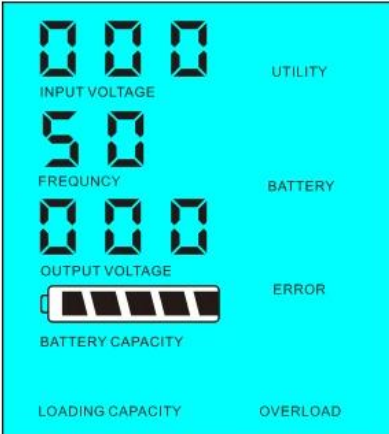 000
UTILITY
INPUT VOLTAGE
50
FREQUNCY
BATTERY
000
OUTPUT VOLTAGE
ERROR
BATTERY CAPACITY
LOADING CAPACITY
OVERLOAD